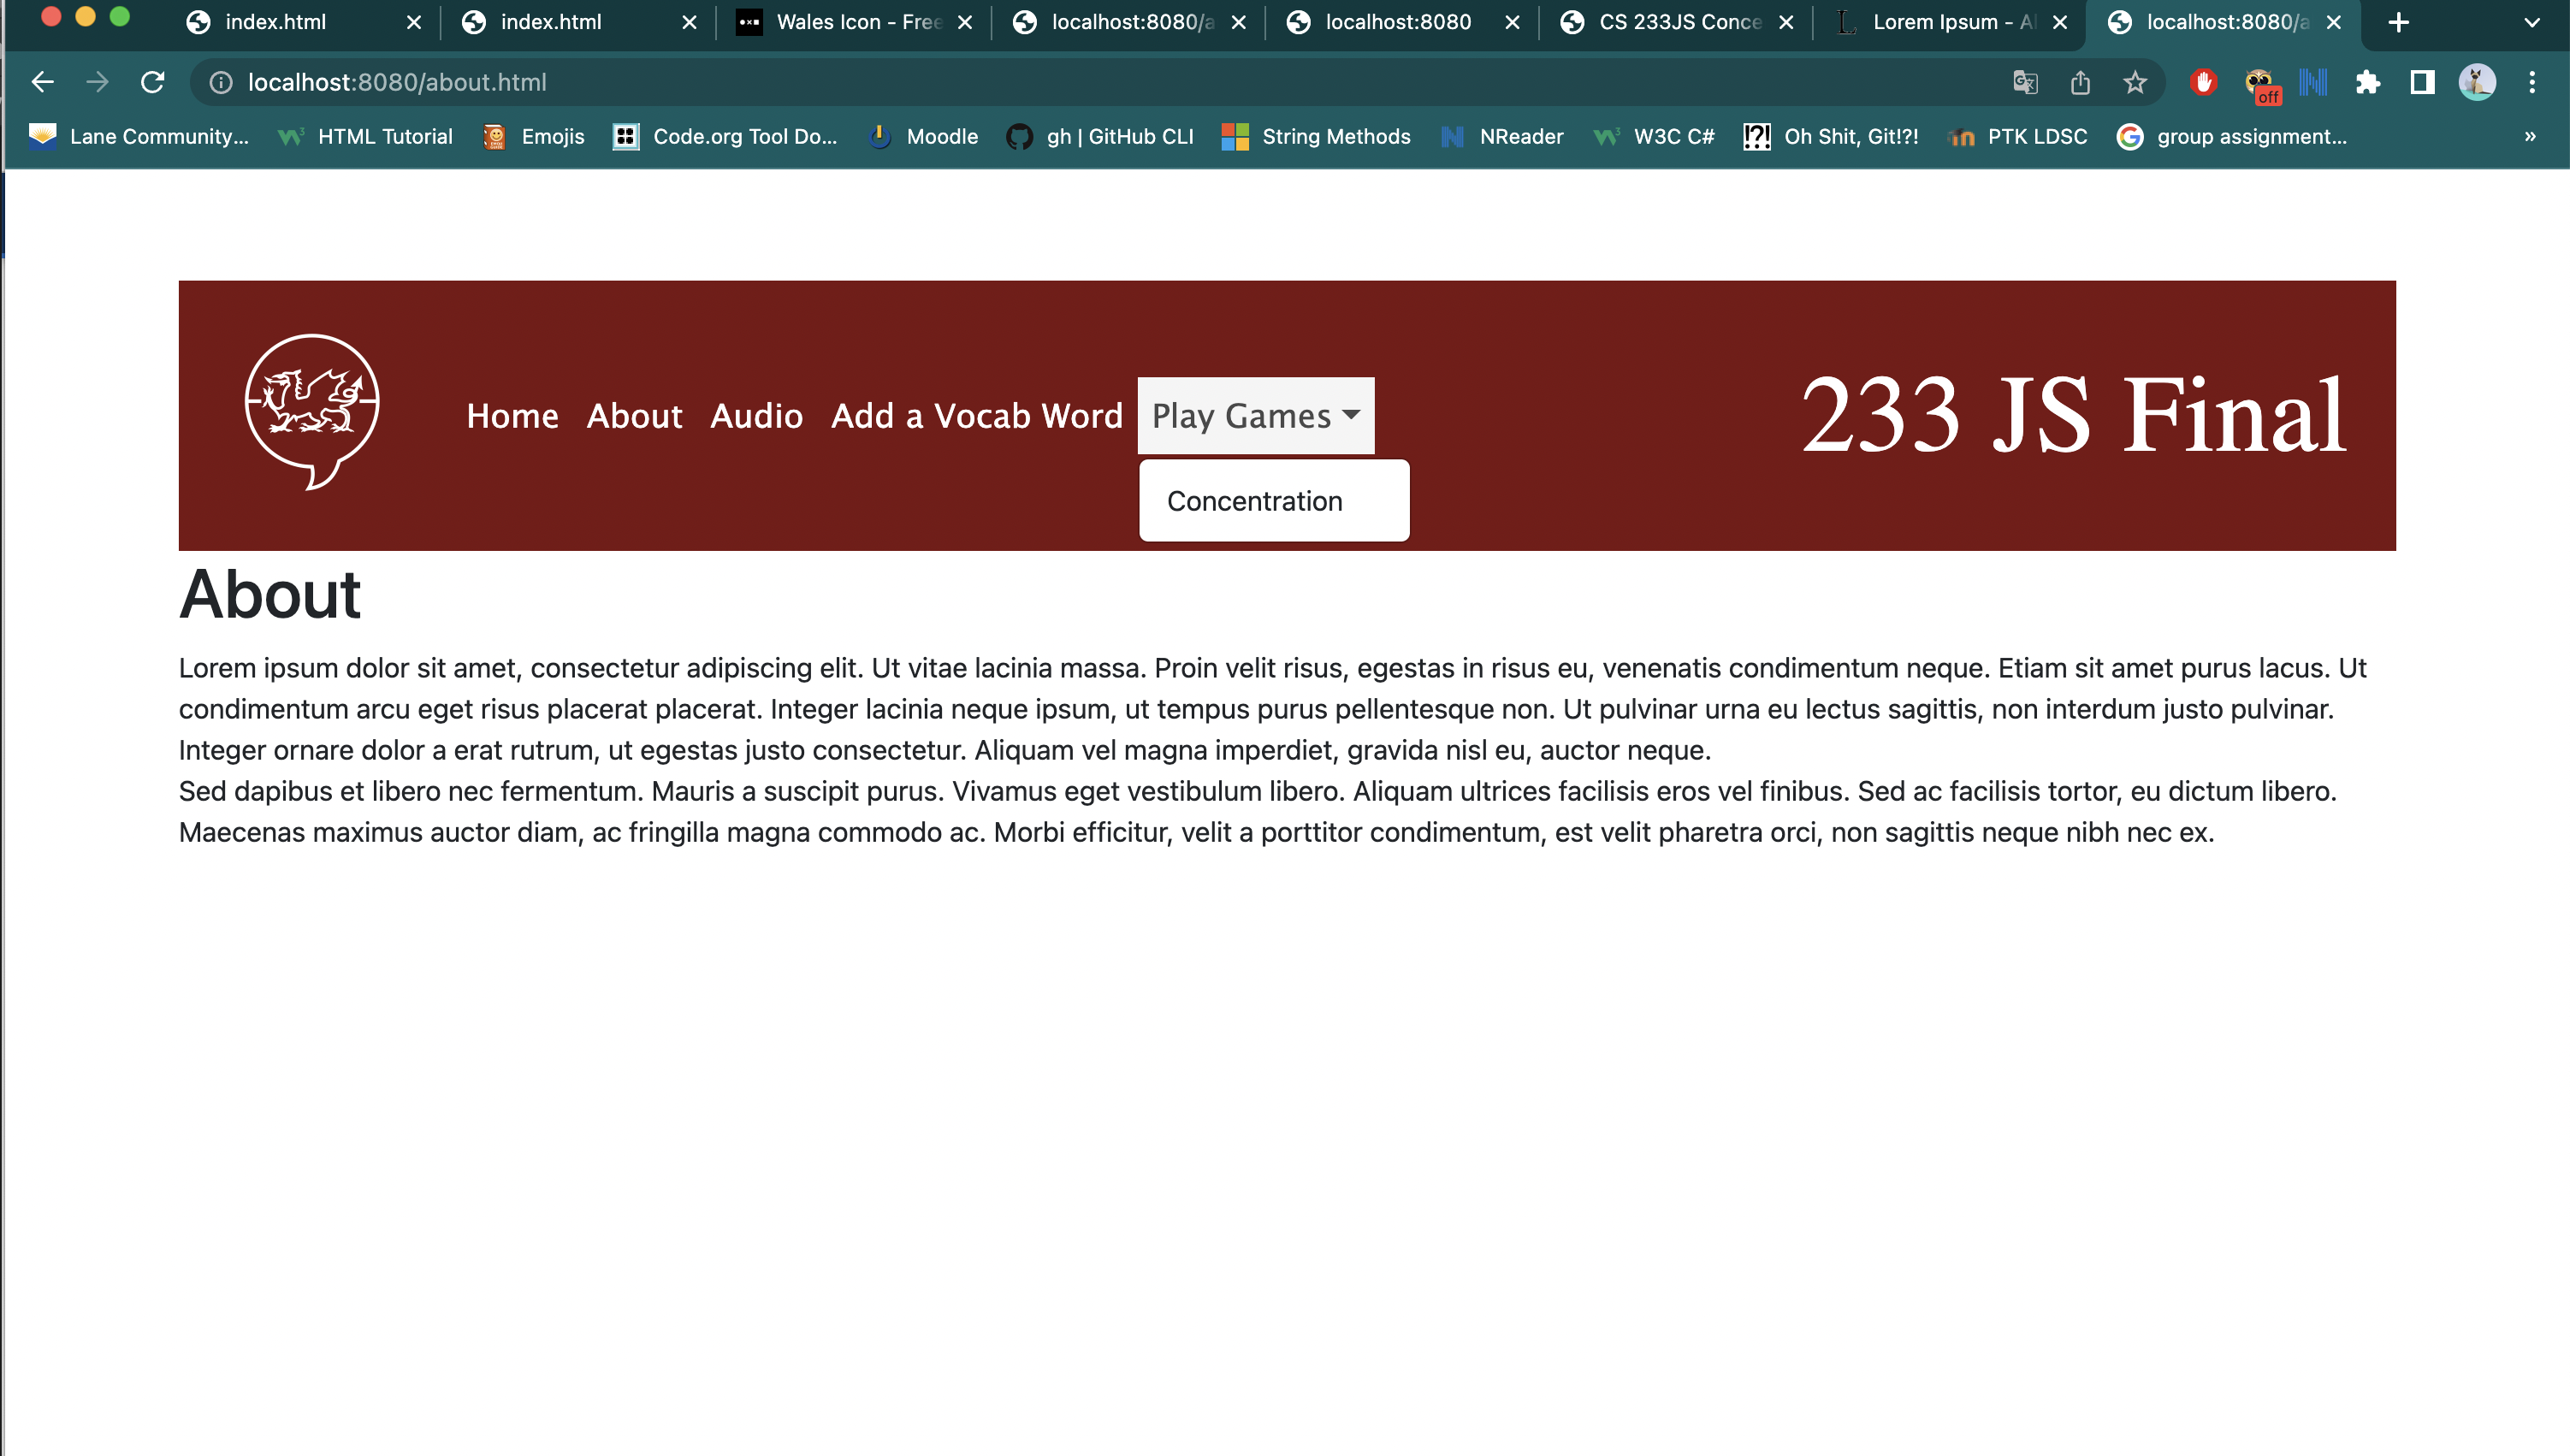 index.html
index.html
Wales Icon - Free
localhost:8080/a
localhost:8080
CS 233JS Conce
Lorem Ipsum - Al
localhost:8080/a
localhost:8080/about.html
off
Lane Community...
HTML Tutorial
Emojis
Code.org Tool Do...
Moodle
gh | GitHub CLI
String Methods
NReader
W3C C#
Oh Shit, Git!?!
PTK LDSC
group assignment...
»
Home About Audio Add a Vocab Word Play Games
233 JS Final
Concentration
About
Lorem ipsum dolor sit amet, consectetur adipiscing elit. Ut vitae lacinia massa. Proin velit risus, egestas in risus eu, venenatis condimentum neque. Etiam sit amet purus lacus. Ut
condimentum arcu eget risus placerat placerat. Integer lacinia neque ipsum, ut tempus purus pellentesque non. Ut pulvinar urna eu lectus sagittis, non interdum justo pulvinar.
Integer ornare dolor a erat rutrum, ut egestas justo consectetur. Aliquam vel magna imperdiet, gravida nisl eu, auctor neque.
Sed dapibus et libero nec fermentum. Mauris a suscipit purus. Vivamus eget vestibulum libero. Aliquam ultrices facilisis eros vel finibus. Sed ac facilisis tortor, eu dictum libero.
Maecenas maximus auctor diam, ac fringilla magna commodo ac. Morbi efficitur, velit a porttitor condimentum, est velit pharetra orci, non sagittis neque nibh nec ex.